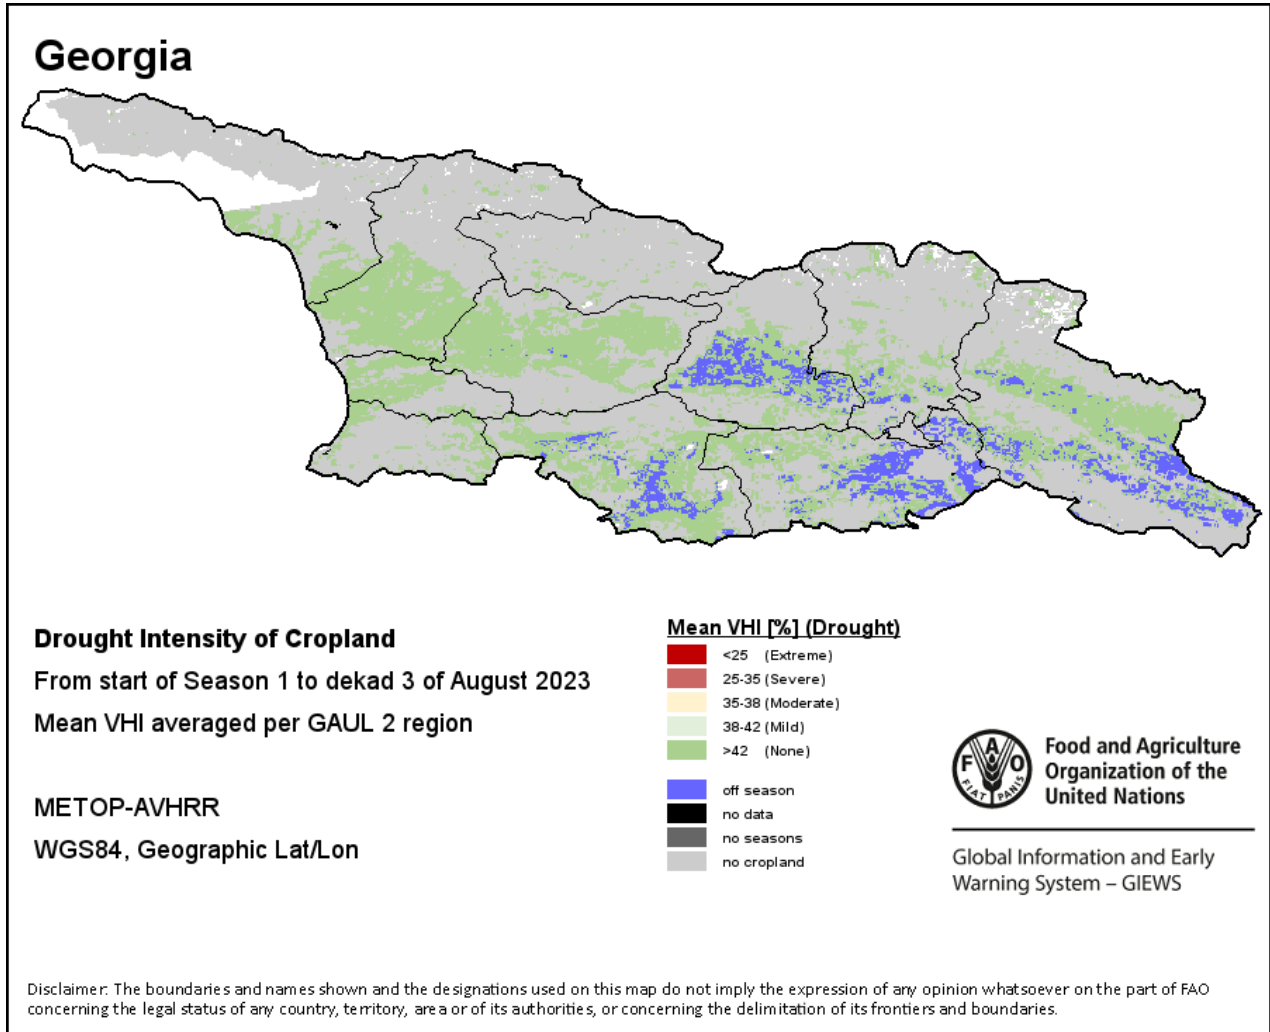 Georgia
Drought Intensity of Cropland
From start of Season 1 to dekad 3 of August 2023
Mean VHI averaged per GAUL 2 region
METOP-AVHRR
WGS84, Geographic Lat/Lon
Mean VHI [%] (Drought)
<25 (Extreme)
25-35 (Severe)
35-38 (Moderate)
38-42 (Mild)
>42 (None)
off season
no data
no seasons
no cropland
F A O
FIAT PANIS
Food and Agriculture
Organization of the
United Nations
Global Information and Early
Warning System – GIEWS
Disclaimer: The boundaries and names shown and the designations used on this map do not imply the expression of any opinion whatsoever on the part of FAO
concerning the legal status of any country, territory, area or of its authorities, or concerning the delimitation of its frontiers and boundaries.